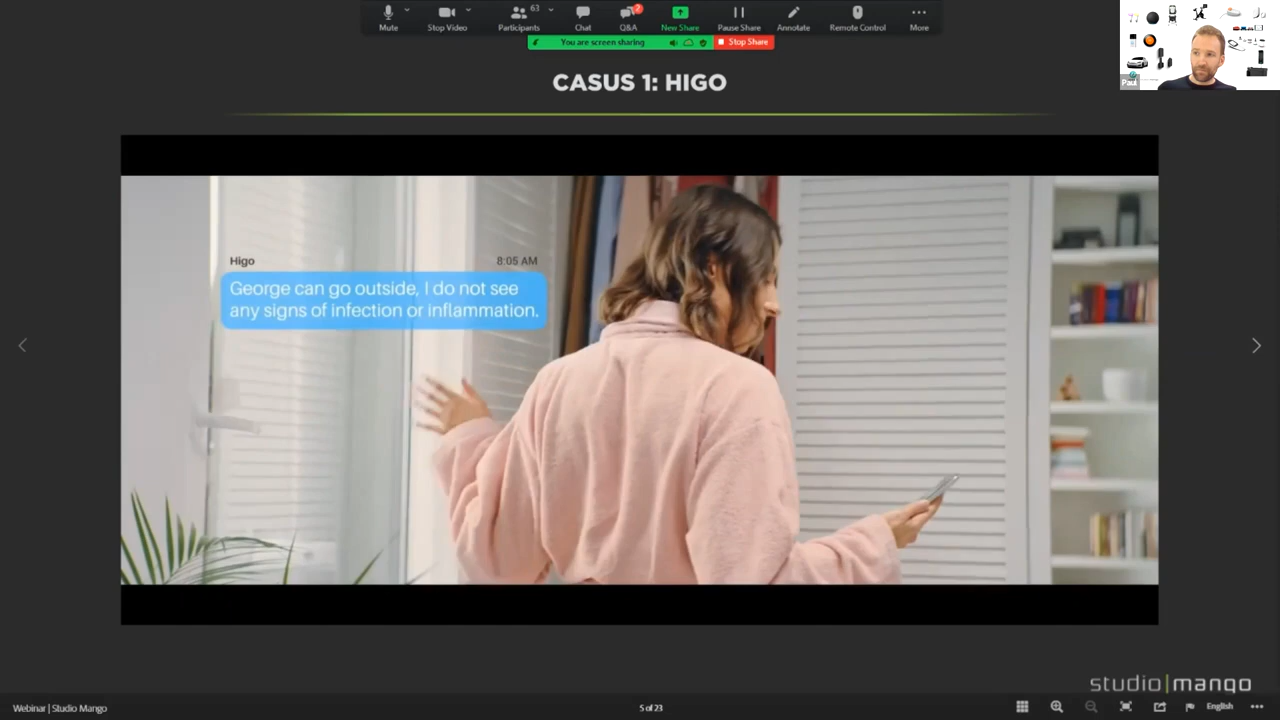 63
2
Mute
Stop Video
Participants
Chat
Q&A
New Share
Pause Share
Annotate
Remote Control
More
You are screen sharing
Stop Share
Paul
CASUS 1: HIGO
Higo
8:05 AM
George can go outside, I do not see
any signs of infection or inflammation.
studio|mango
Webinar | Studio Mango
5 of 23
English